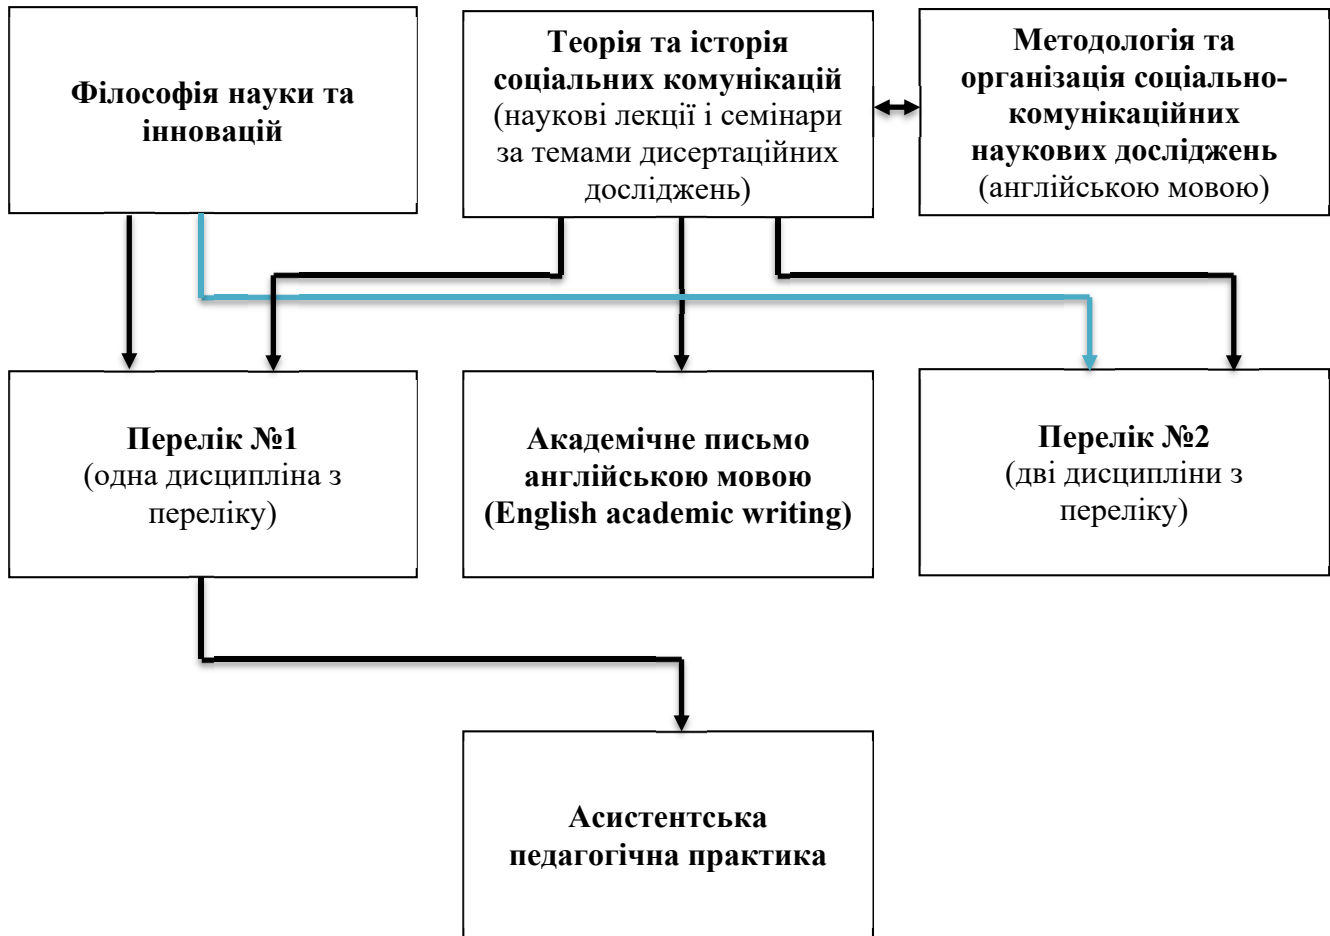 Філософія науки та
інновацій
Теорія та історія
соціальних комунікацій
(наукові лекції і семінари
за темами дисертаційних
досліджень)
Методологія та
організація соціально-
комунікаційних
наукових досліджень
(англійською мовою)
Перелік №1
(одна дисципліна з
переліку)
Академічне письмо
англійською мовою
(English academic writing)
Перелік №2
(дві дисципліни з
переліку)
Асистентська
педагогічна практика